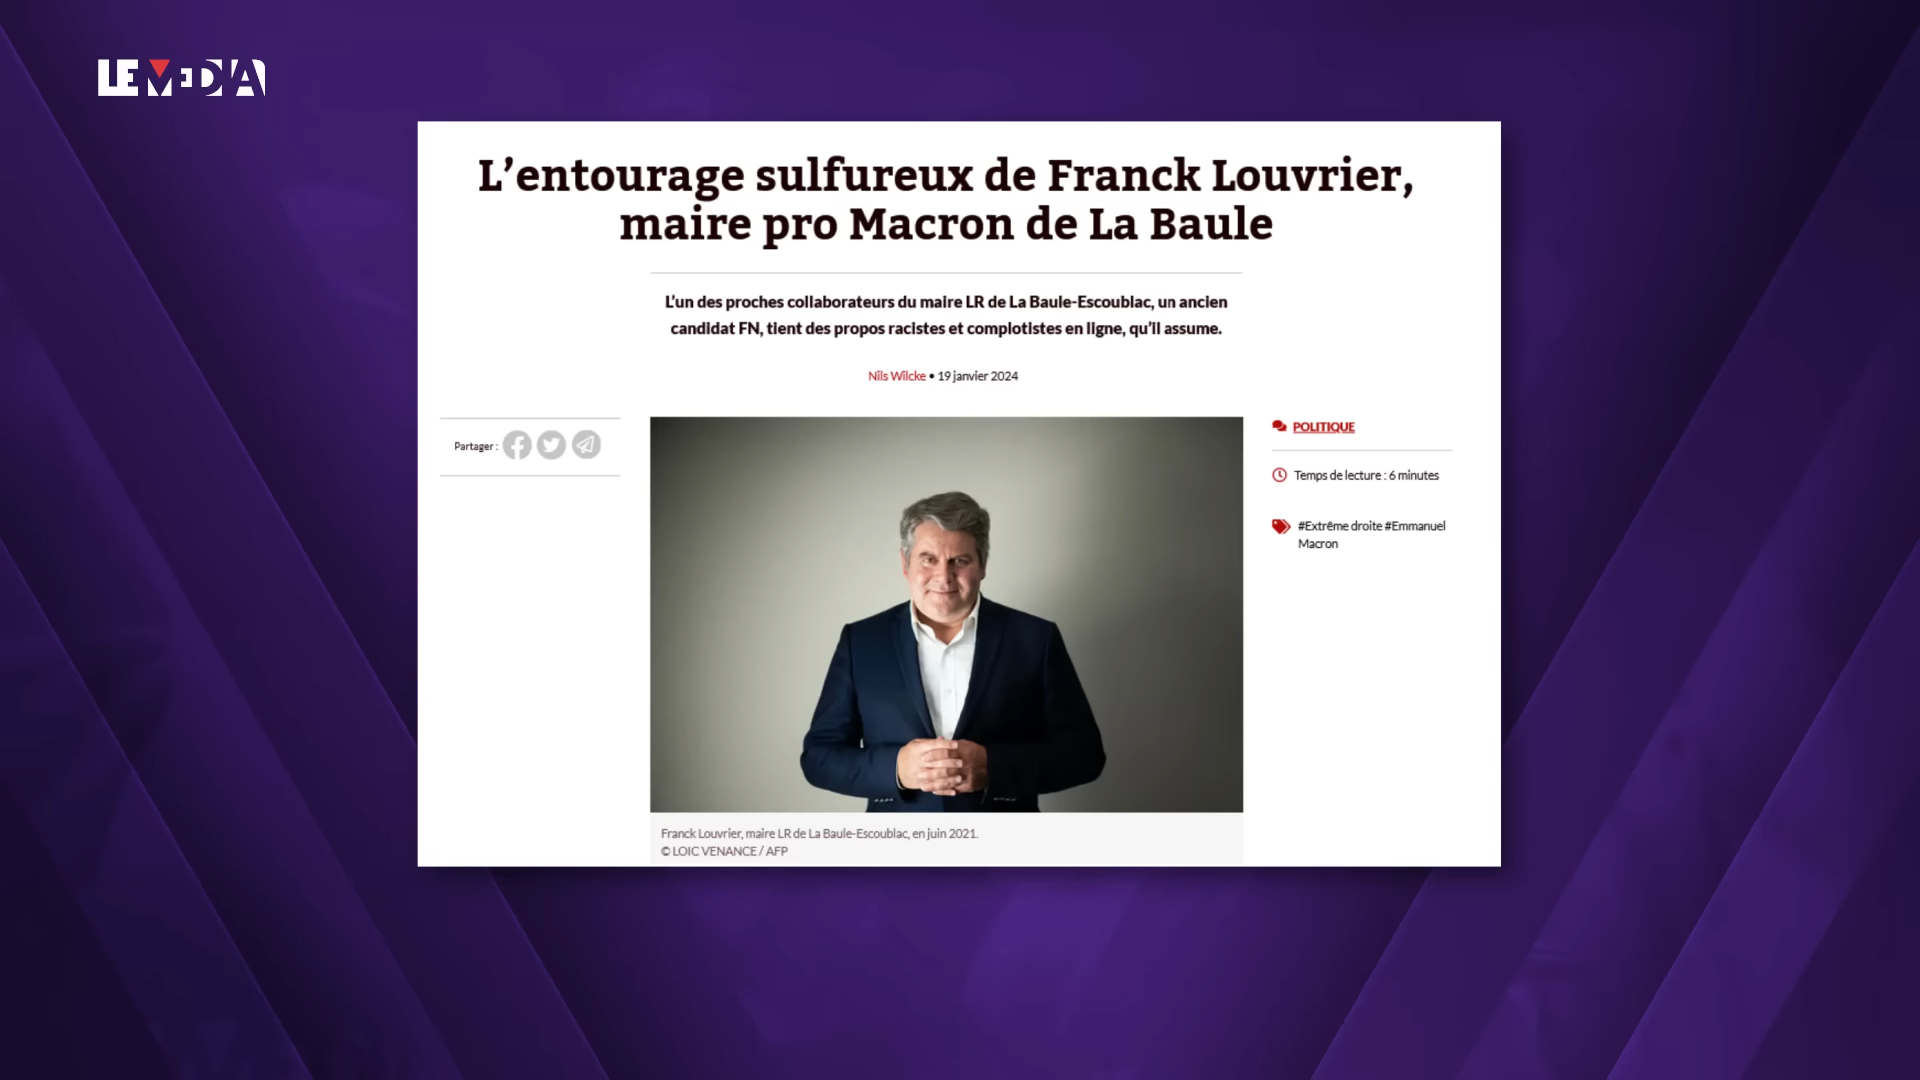 LE MEDIA
L’entourage sulfureux de Franck Louvrier,
maire pro Macron de La Baule
L’un des proches collaborateurs du maire LR de La Baule-Escoublac, un ancien
candidat FN, tient des propos racistes et complotistes en ligne, qu’il assume.
Nils Wilcke • 19 janvier 2024
Partager :
POLITIQUE
Temps de lecture : 6 minutes
#Extrême droite #Emmanuel
Macron
Franck Louvrier, maire LR de La Baule-Escoublac, en juin 2021.
© LOIC VENANCE / AFP